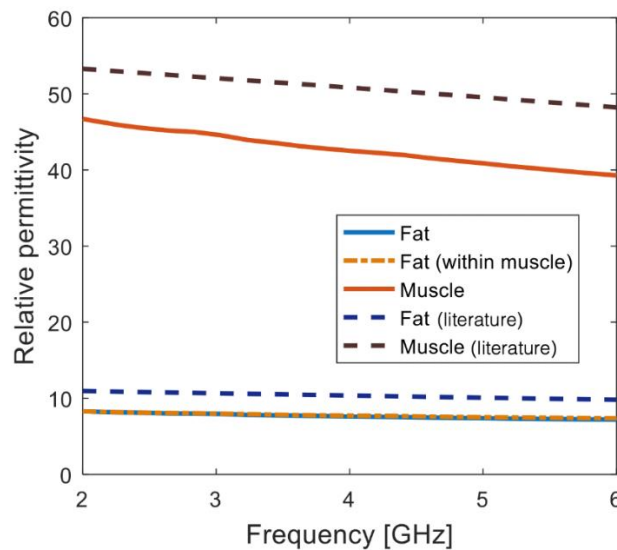 60
50
40
30
20
10
0
Relative permittivity
Fat
Fat (within muscle)
Muscle
Fat (literature)
Muscle (literature)
2 3 4 5 6
Frequency [GHz]